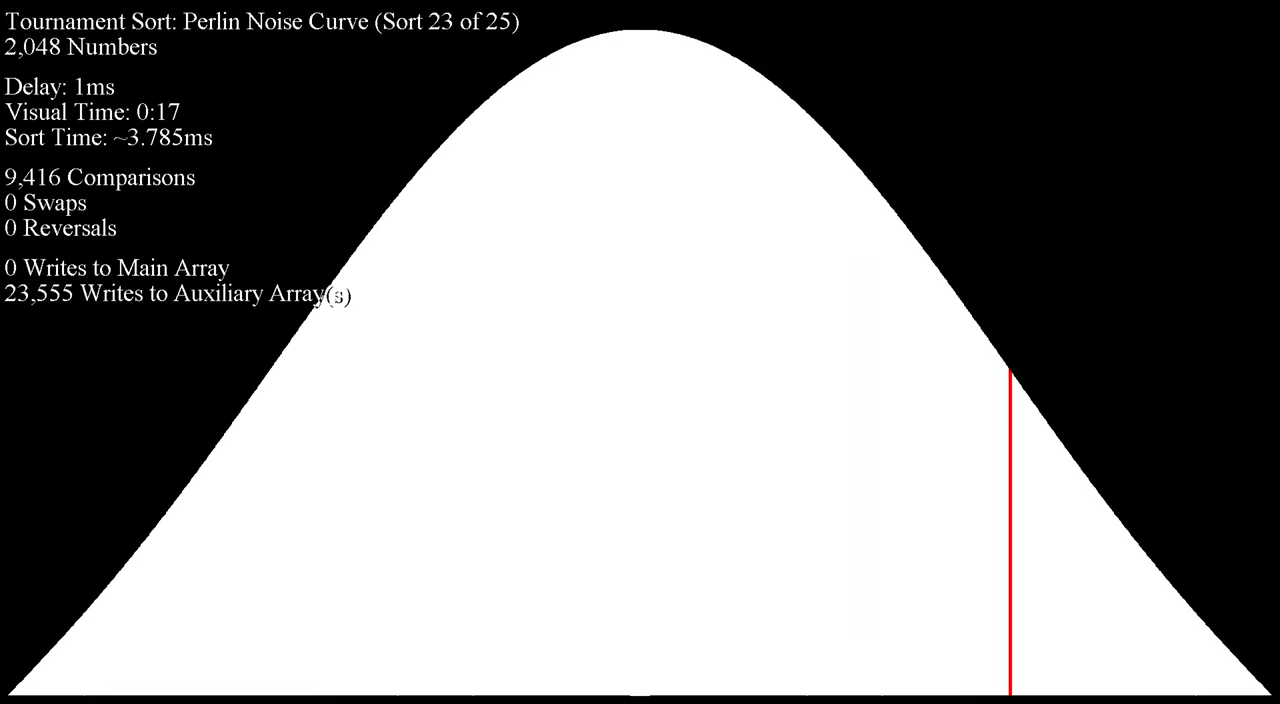 Tournament Sort: Perlin Noise Curve (Sort 23 of 25)
2,048 Numbers
Delay: 1ms
Visual Time: 0:17
Sort Time: ~3.785ms
9,416 Comparisons
0 Swaps
0 Reversals
0 Writes to Main Array
23,555 Writes to Auxiliary Array(s)